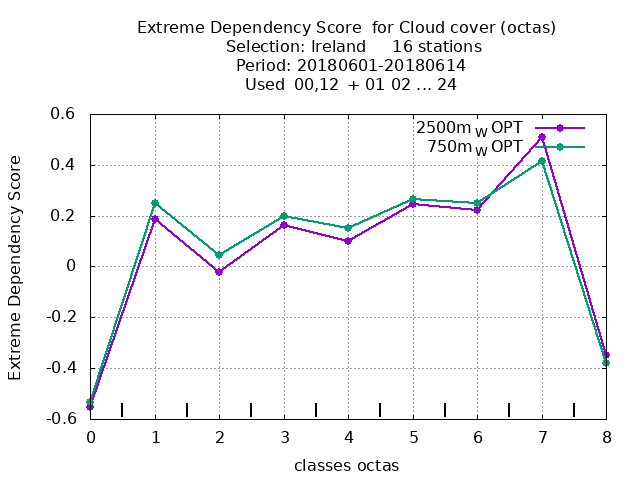 Extreme Dependency Score  for Cloud cover (octas)
Selection: Ireland     16 stations
Period: 20180601-20180614
Used  00,12  + 01 02 ... 24
2500m W OPT
750m W OPT
Extreme Dependency Score
0.6
0.4
0.2
0
-0.2
-0.4
-0.6
0 1 2 3 4 5 6 7 8
classes octas